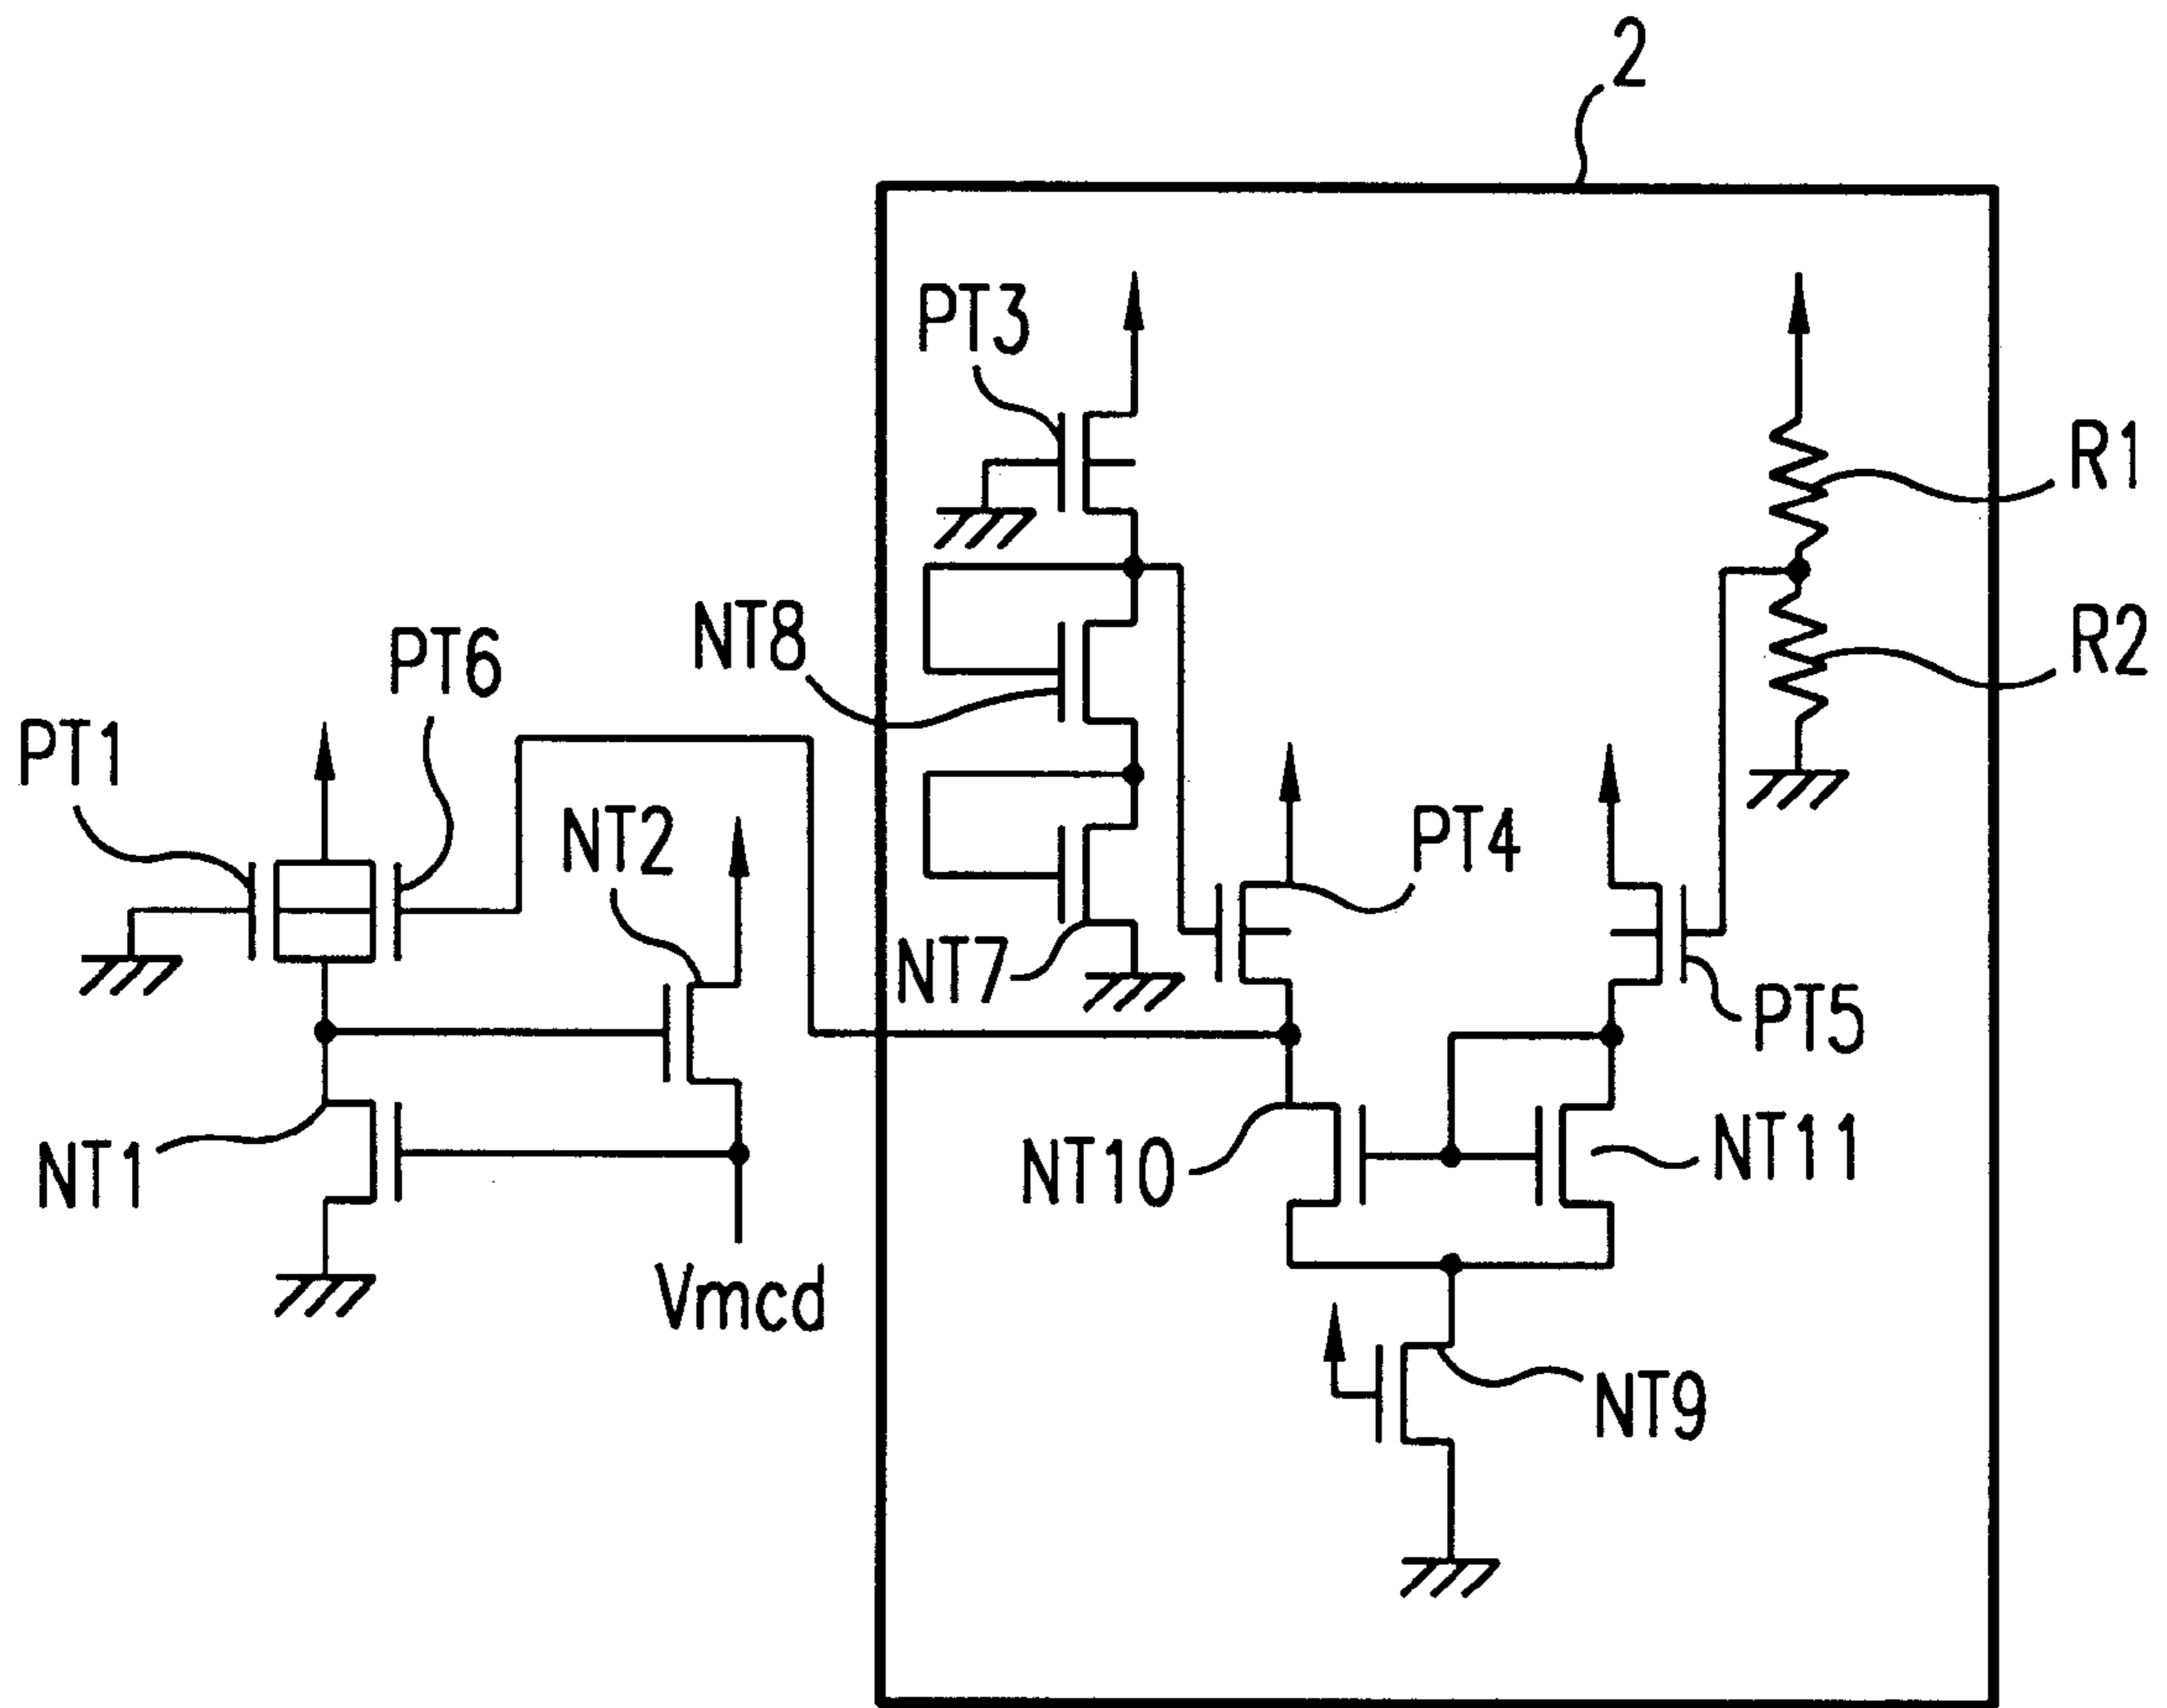 2
PT3
R1
NT8
PT6
R2
PT1
NT2
PT4
NT7
PT5
NT1
NT10
NT11
Vmcd
NT9